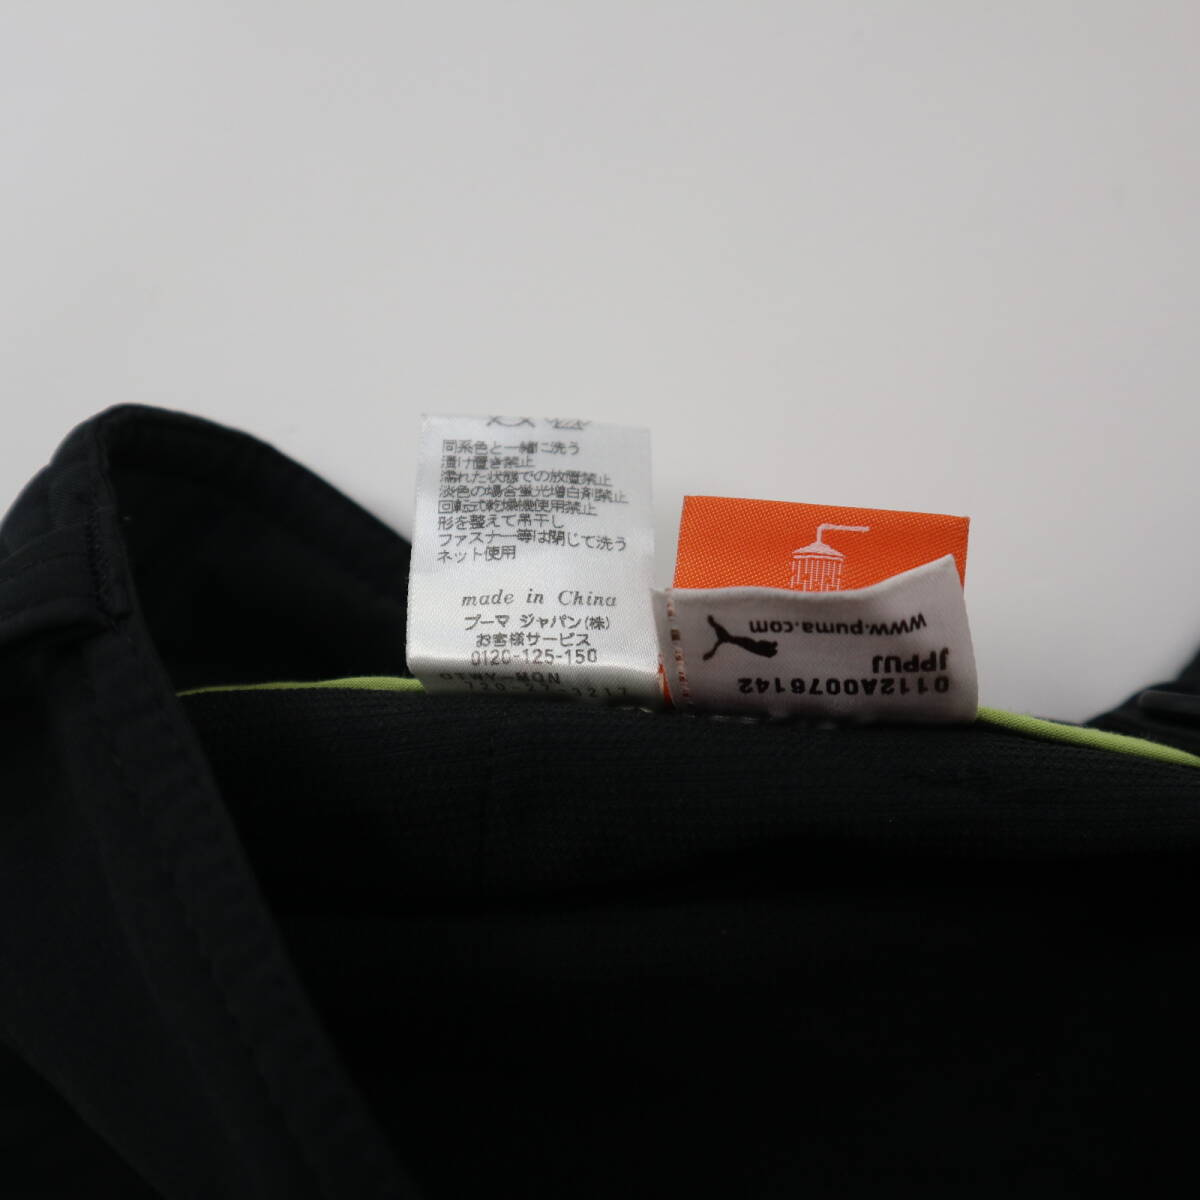 同系色と一緒に洗う
漬け置き禁止
濡れた状態での放置禁止
淡色の場合蛍光増白剤禁止
回転式乾燥機使用禁止
形を整えて吊干し
ファスナー等は閉じて洗う
ネット使用
made in China
プーマ ジャパン(株)
お客様サービス
0120-125-150
720-27-3217
www.puma.com
JPPUJ
0112A0076142